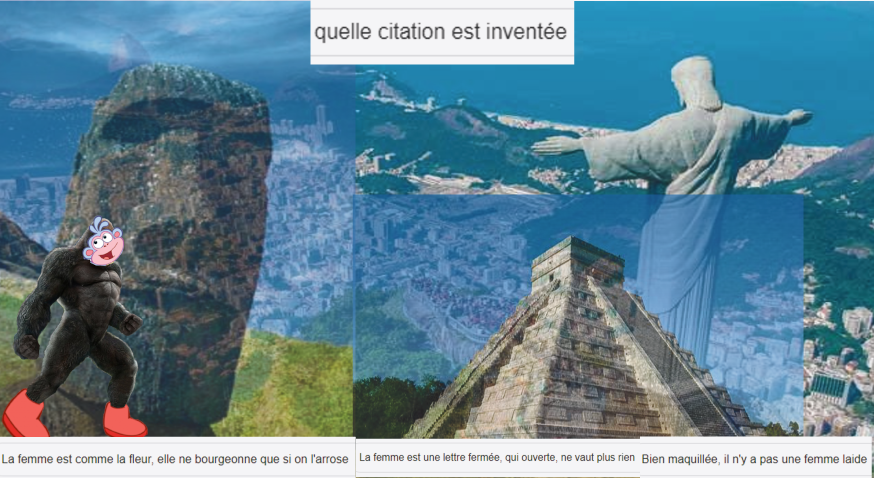 quelle citation est inventée
La femme est comme la fleur, elle ne bourgeonne que si on l'arrose
La femme est une lettre fermée, qui ouverte, ne vaut plus rien
Bien maquillée, il n'y a pas une femme laide